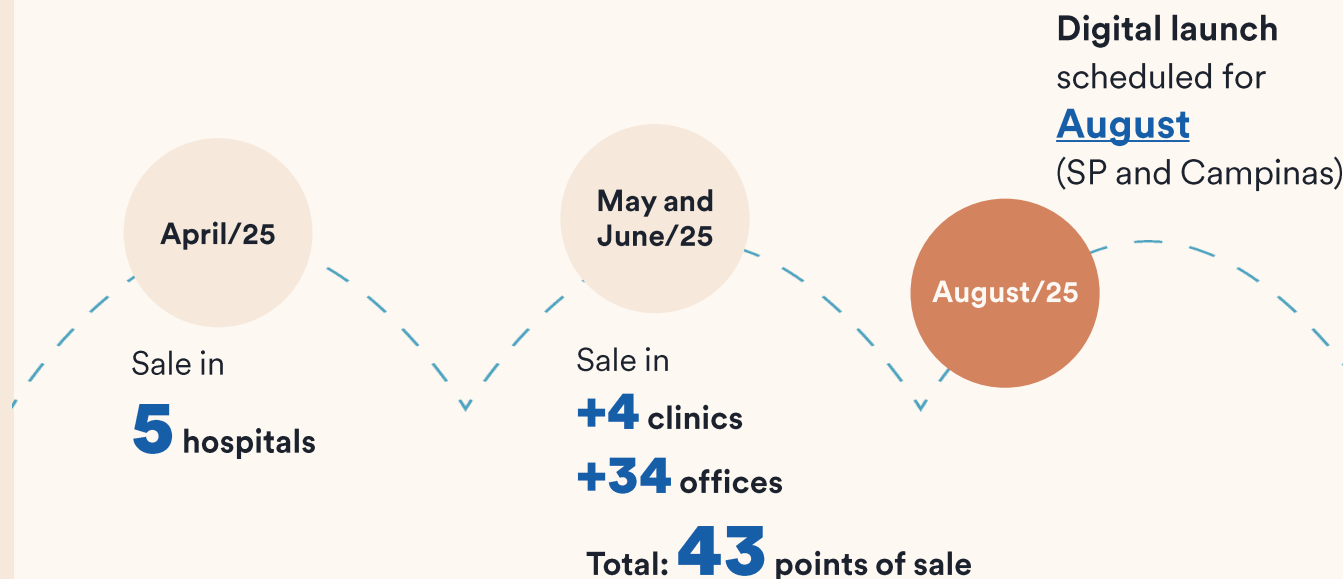 Digital launch
scheduled for
August
(SP and Campinas)
April/25
Sale in
5 hospitals
May and
June/25
Sale in
+4 clinics
+34 offices
Total: 43 points of sale
August/25